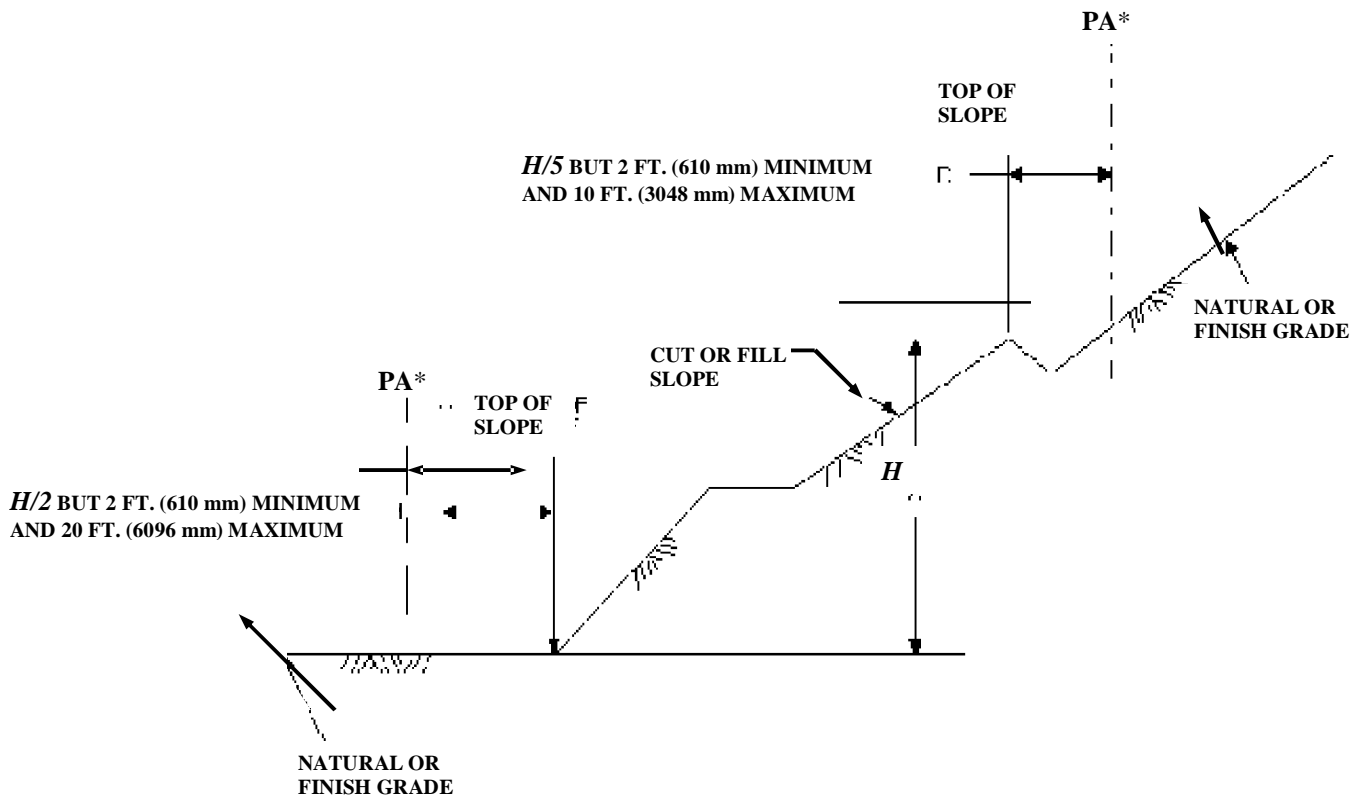 PA*
TOP OF
SLOPE
H/5 BUT 2 FT. (610 mm) MINIMUM
AND 10 FT. (3048 mm) MAXIMUM
NATURAL OR
FINISH GRADE
CUT OR FILL
SLOPE
PA*
TOP OF
SLOPE
H
H/2 BUT 2 FT. (610 mm) MINIMUM
AND 20 FT. (6096 mm) MAXIMUM
NATURAL OR
FINISH GRADE